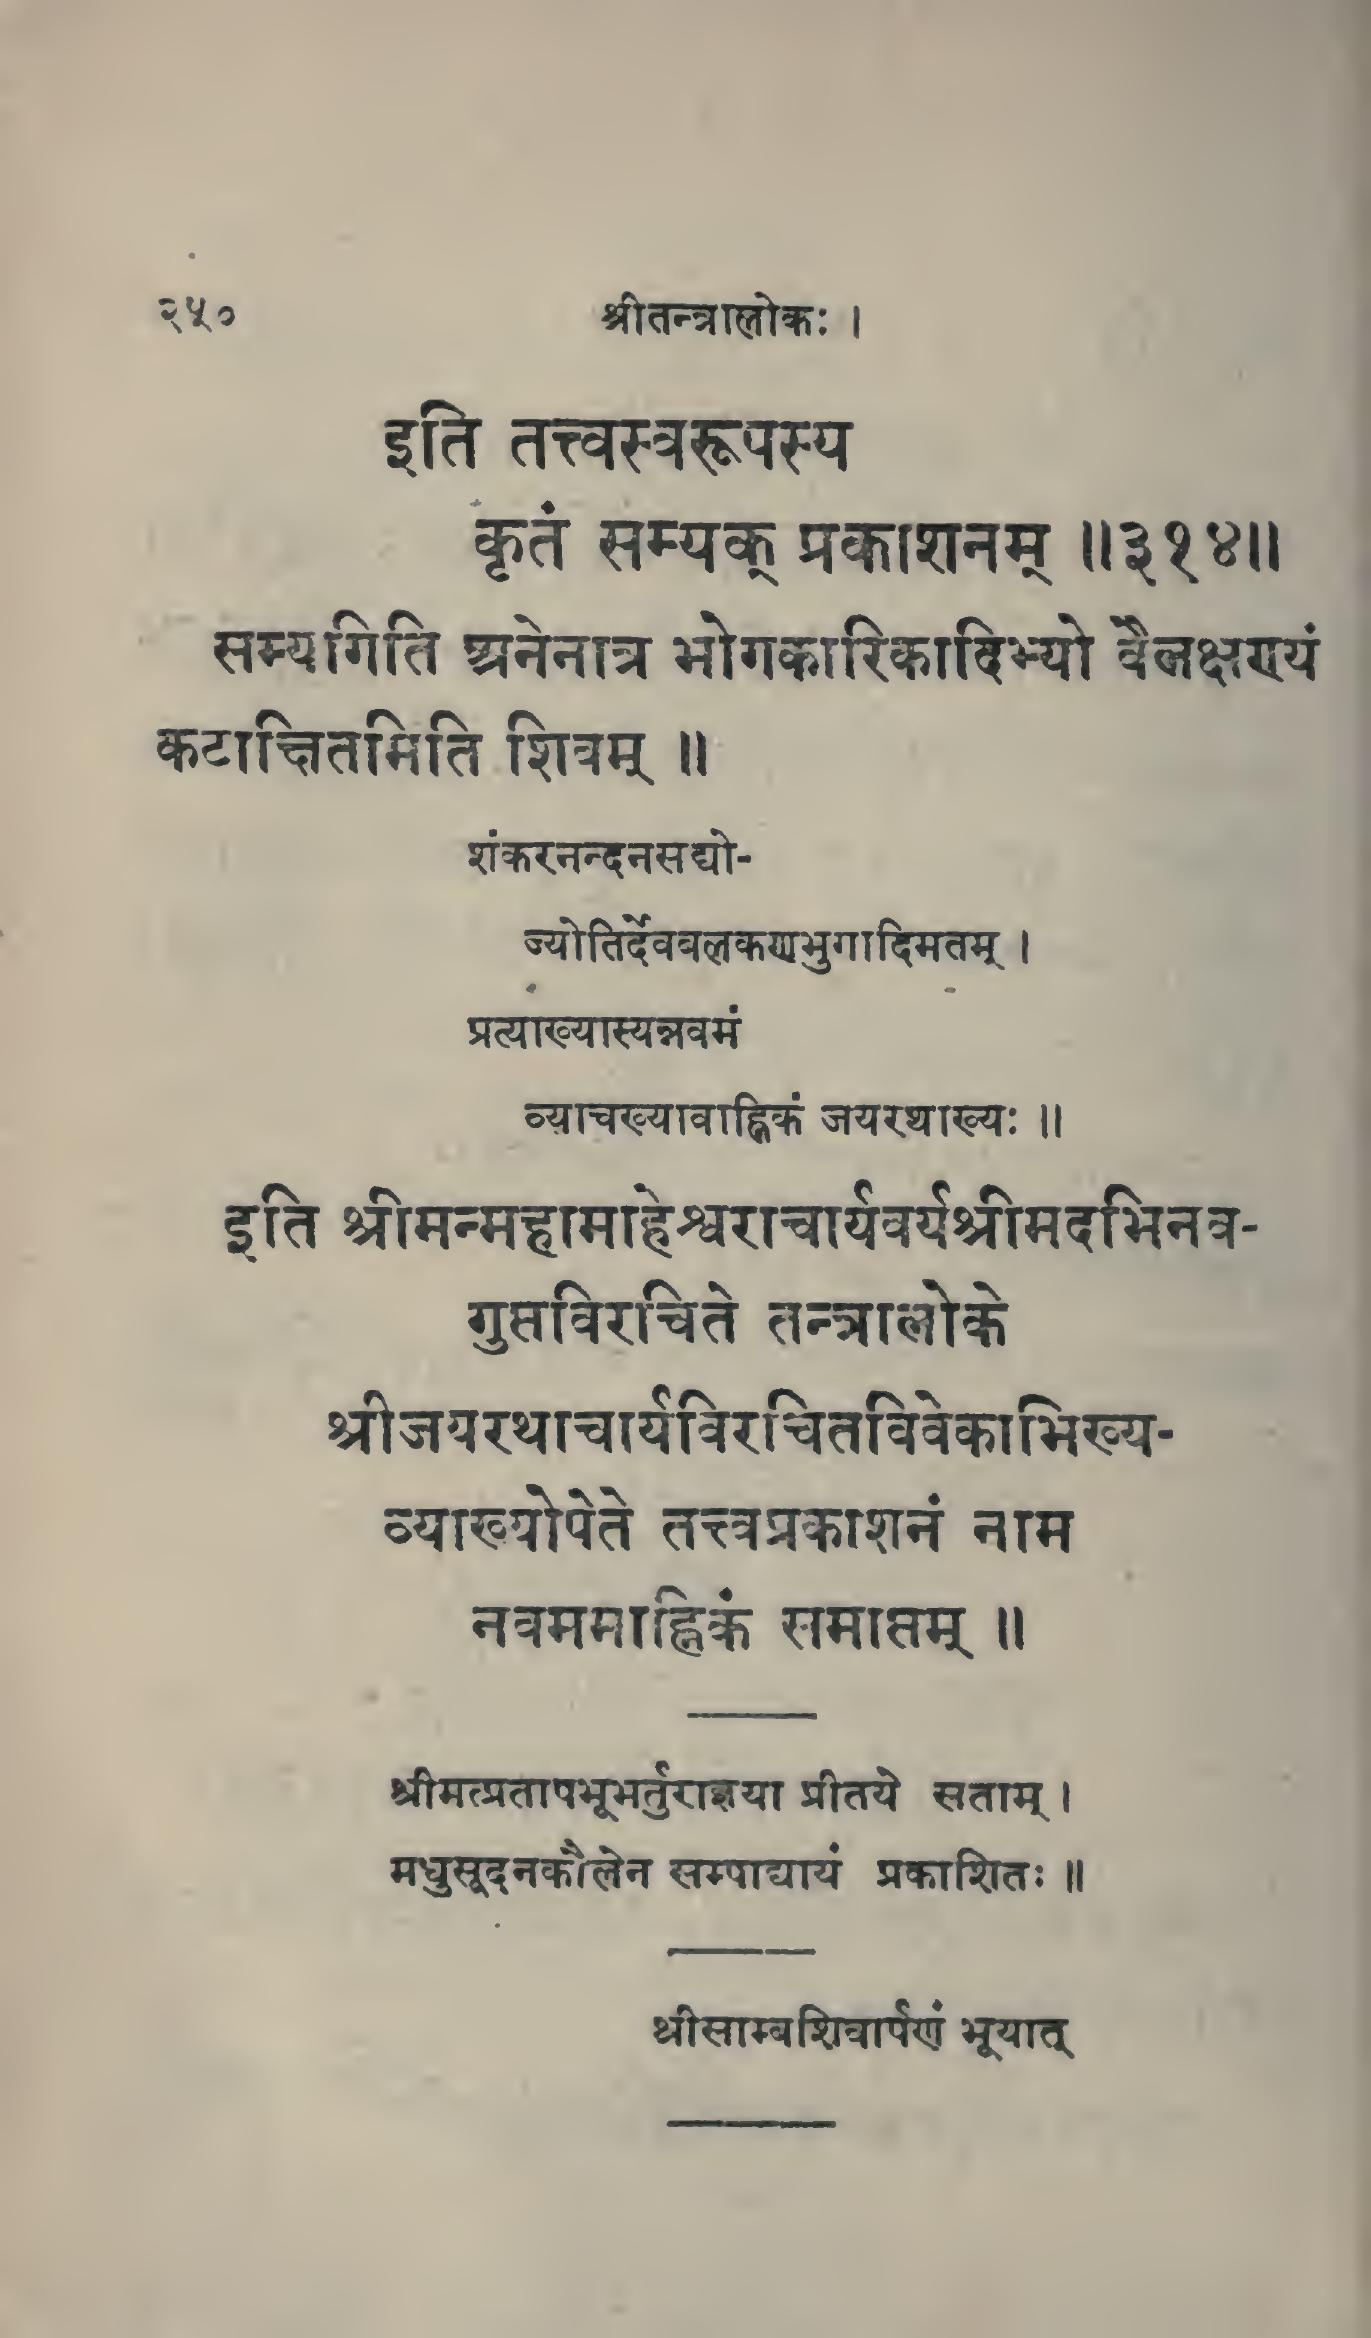 २५०
श्रीतन्त्रालोकः ।
इति तत्त्वस्वरूपस्य
कृतं सम्यक् प्रकाशनम् ॥३१४॥
सम्यगिति अनेनात्र भोगकारिकादिभ्यो वैलक्षण्यं
कटाक्षितमिति शिवम् ॥
शंकरनन्दनसद्यो-
ज्योतिर्देवबलकणभुगादिमतम् ।
प्रत्याख्यास्यन्नवमं
व्याचख्यावाह्निकं जयरथाख्यः ॥
इति श्रीमन्महामाहेश्वराचार्यवर्यश्रीमदभिनव-
गुप्तविरचिते तन्त्रालोके
श्रीजयरथाचार्यविरचितविवेकाभिख्य-
व्याख्योपेते तत्त्वप्रकाशनं नाम
नवममाह्निकं समाप्तम् ॥
श्रीमत्प्रतापभूभर्तुराज्ञया प्रीतये सताम् ।
मधुसूदनकौलेन सम्पाद्यायं प्रकाशितः ॥
श्रीसाम्बशिवार्पणं भूयात्